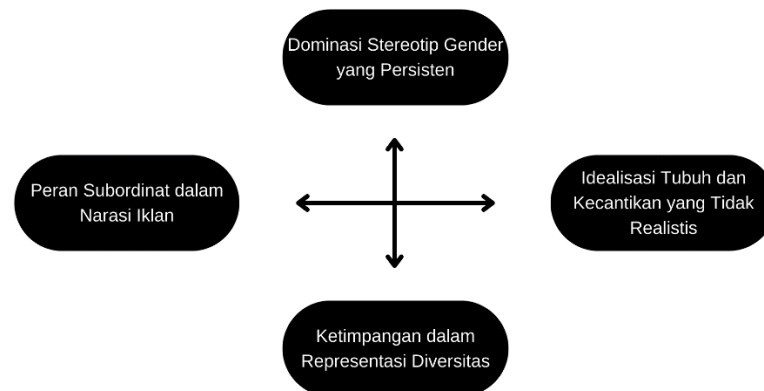 Dominasi Stereotip Gender
yang Persisten
Peran Subordinat dalam
Narasi Iklan
Idealisasi Tubuh dan
Kecantikan yang Tidak
Realistis
Ketimpangan dalam
Representasi Diversitas